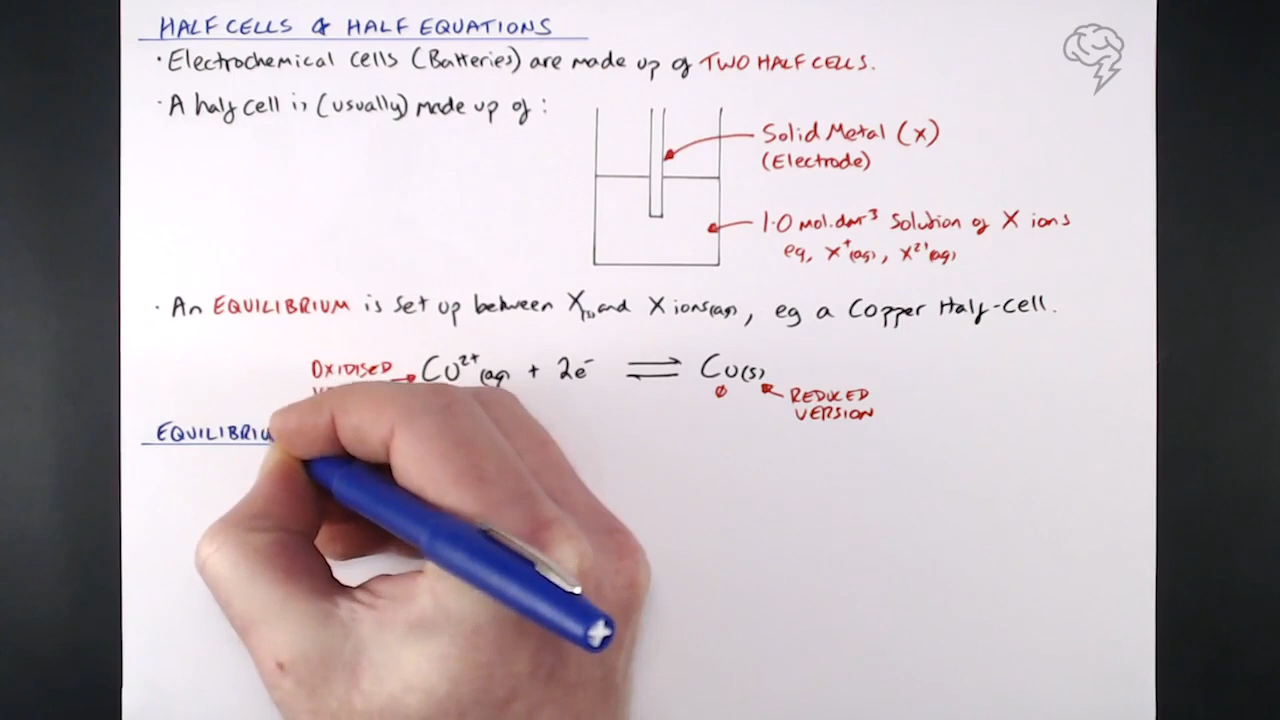 HALF CELLS & HALF EQUATIONS
· Electrochemical cells (Batteries) are made up of TWO HALF CELLS.
· A half cell is (usually) made up of :
Solid Metal (X)
(Electrode)
1.0 mol.dm⁻³ Solution of X ions
eg, X⁺(aq), X²⁺(aq)
· An EQUILIBRIUM is set up between X(s) and X ions(aq), eg a Copper Half-cell.
OXIDISED
Cu²⁺(aq) + 2e⁻ ⇌ Cu(s)
0
REDUCED
VERSION
EQUILIBRIU